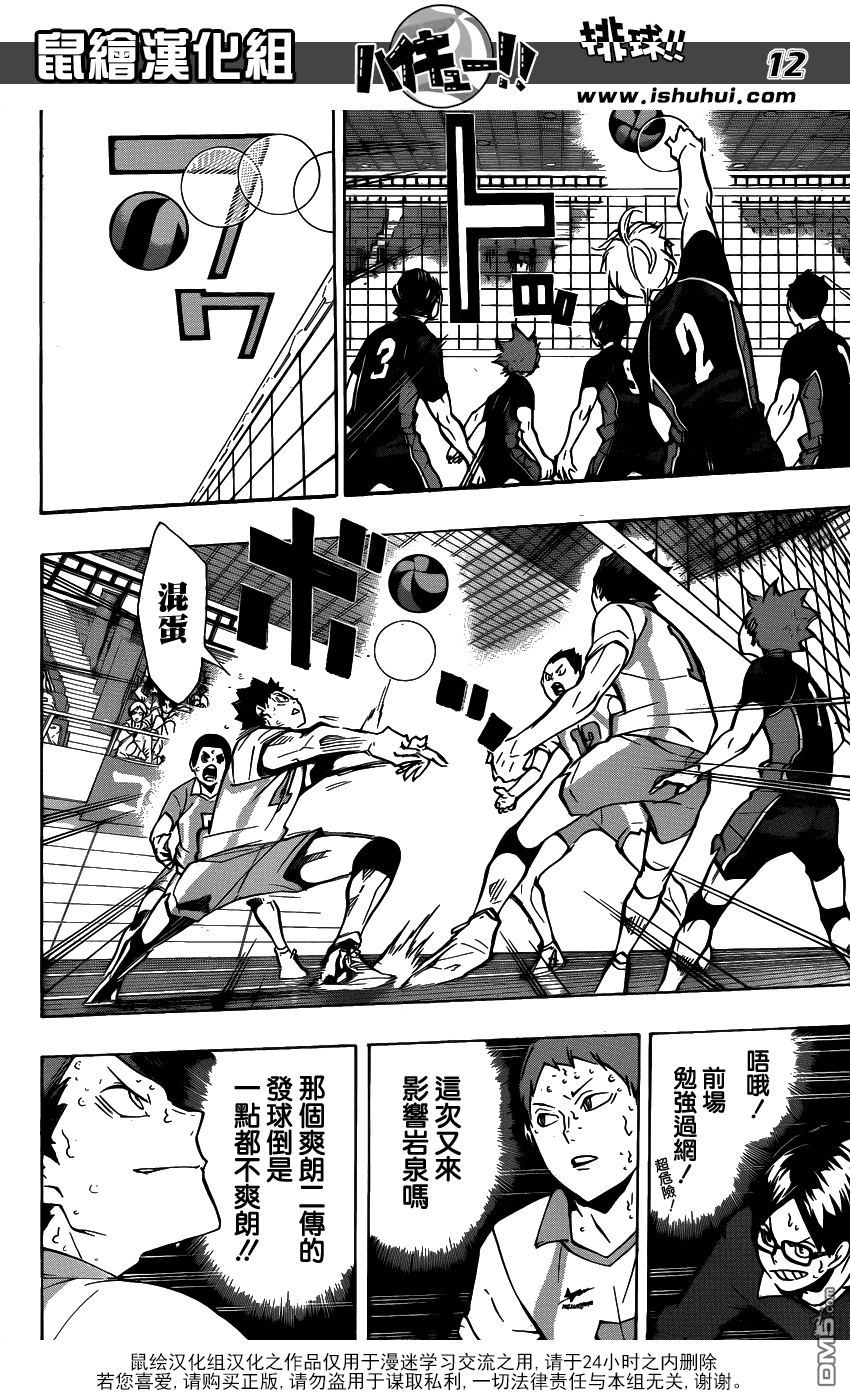 鼠繪漢化組
ハイキュー!!
排球!!
12
www.ishuhui.com
トロ
フワ
ボッ
混蛋
唔哦!
前場
勉強過網!
超危險!
這次又來
影響岩泉嗎
那個爽朗二傳的
發球倒是
一點都不爽朗!!
3
2
DM5.com
鼠绘汉化组汉化之作品仅用于漫迷学习交流之用, 请于24小时之内删除
若您喜爱, 请购买正版, 请勿盗用于谋取私利, 一切法律责任与本组无关, 谢谢。